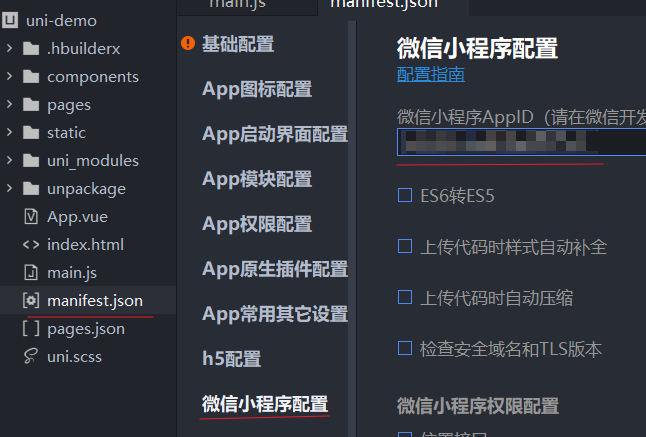 main.js
manifest.json
uni-demo
.hbuilderx
components
pages
static
uni_modules
unpackage
App.vue
index.html
main.js
manifest.json
pages.json
uni.scss
基础配置
App图标配置
App启动界面配置
App模块配置
App权限配置
App原生插件配置
App常用其它设置
h5配置
微信小程序配置
微信小程序配置
配置指南
微信小程序AppID（请在微信开发
ES6转ES5
上传代码时样式自动补全
上传代码时自动压缩
检查安全域名和TLS版本
微信小程序权限配置
位置接口